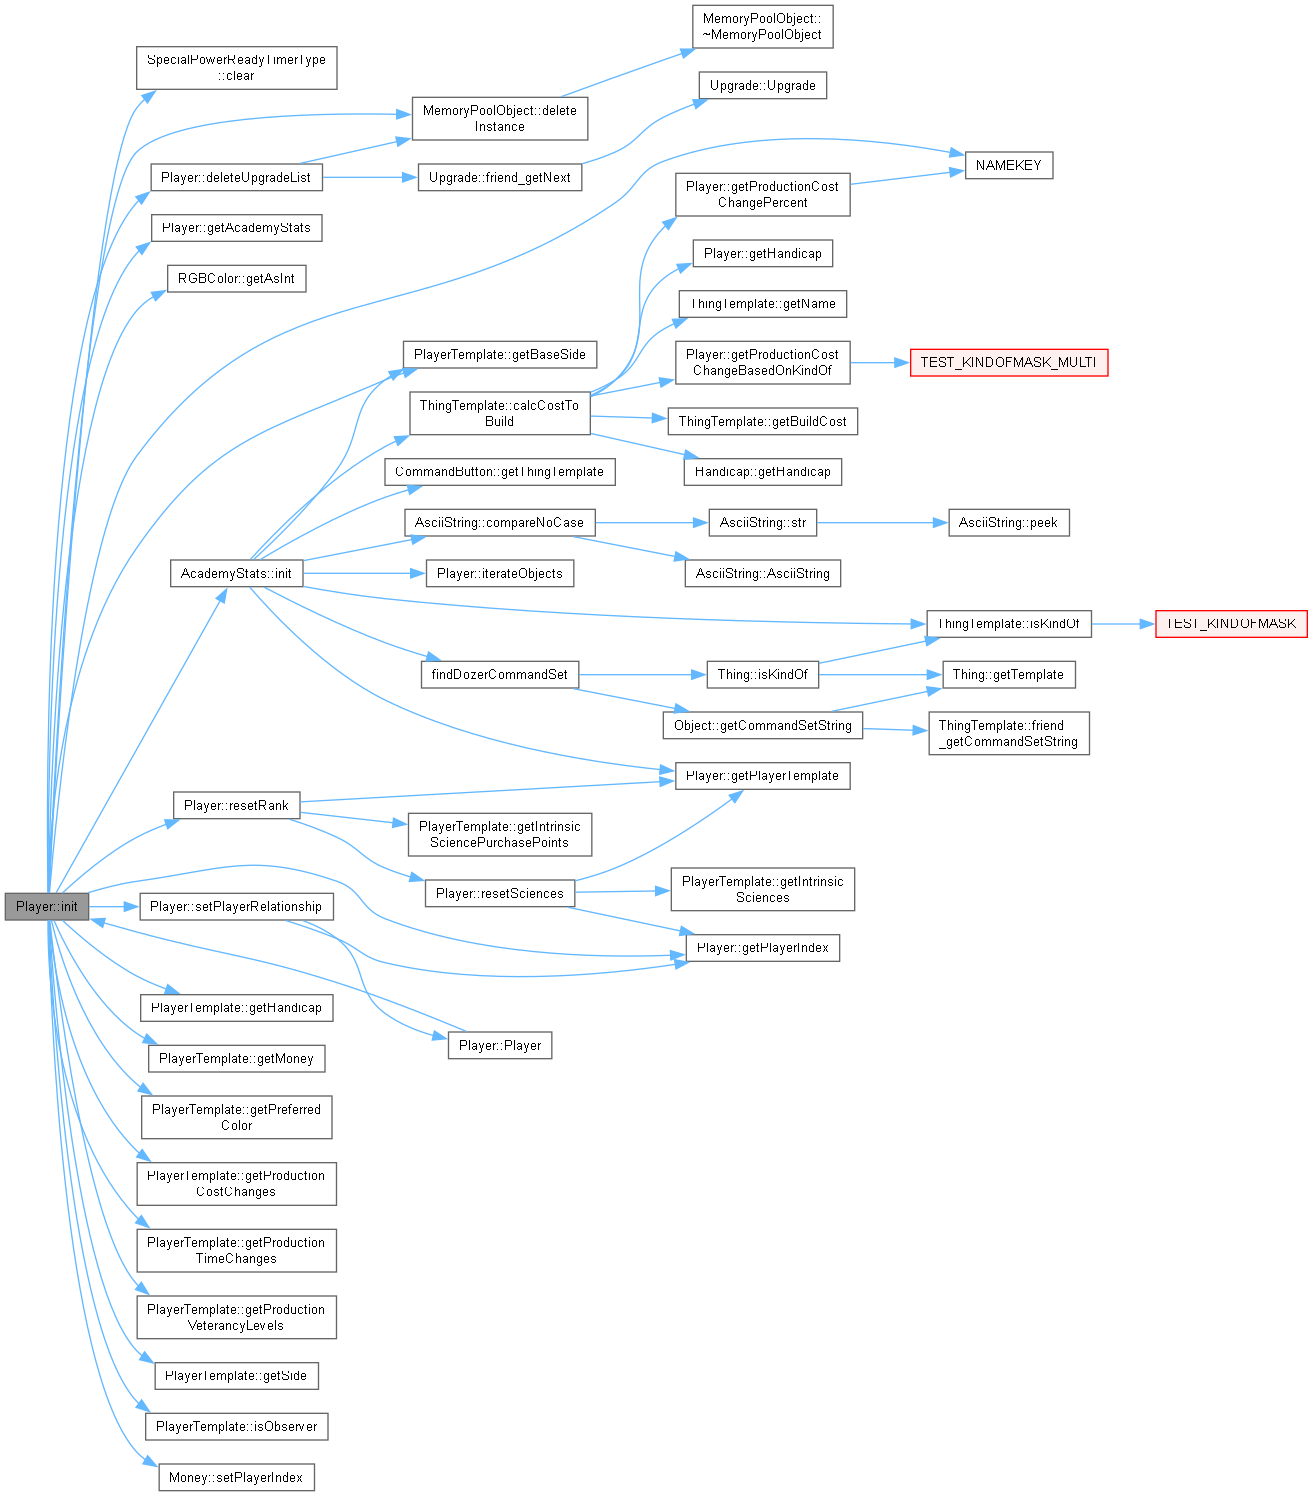 MemoryPoolObject::
~MemoryPoolObject
SpecialPowerReadyTimerType
::clear
Upgrade::Upgrade
MemoryPoolObject::delete
Instance
NAMEKEY
Player::deleteUpgradeList
Upgrade::friend_getNext
Player::getProductionCost
ChangePercent
Player::getAcademyStats
Player::getHandicap
RGBColor::getAsInt
ThingTemplate::getName
PlayerTemplate::getBaseSide
Player::getProductionCost
ChangeBasedOnKindOf
TEST_KINDOFMASK_MULTI
ThingTemplate::calcCostTo
Build
ThingTemplate::getBuildCost
CommandButton::getThingTemplate
Handicap::getHandicap
AsciiString::compareNoCase
AsciiString::str
AsciiString::peek
AcademyStats::init
Player::iterateObjects
AsciiString::AsciiString
ThingTemplate::isKindOf
TEST_KINDOFMASK
findDozerCommandSet
Thing::isKindOf
Thing::getTemplate
Object::getCommandSetString
ThingTemplate::friend
_getCommandSetString
Player::getPlayerTemplate
Player::resetRank
PlayerTemplate::getIntrinsic
SciencePurchasePoints
Player::resetSciences
PlayerTemplate::getIntrinsic
Sciences
Player::init
Player::setPlayerRelationship
Player::getPlayerIndex
PlayerTemplate::getHandicap
Player::Player
PlayerTemplate::getMoney
PlayerTemplate::getPreferred
Color
PlayerTemplate::getProduction
CostChanges
PlayerTemplate::getProduction
TimeChanges
PlayerTemplate::getProduction
VeterancyLevels
PlayerTemplate::getSide
PlayerTemplate::isObserver
Money::setPlayerIndex